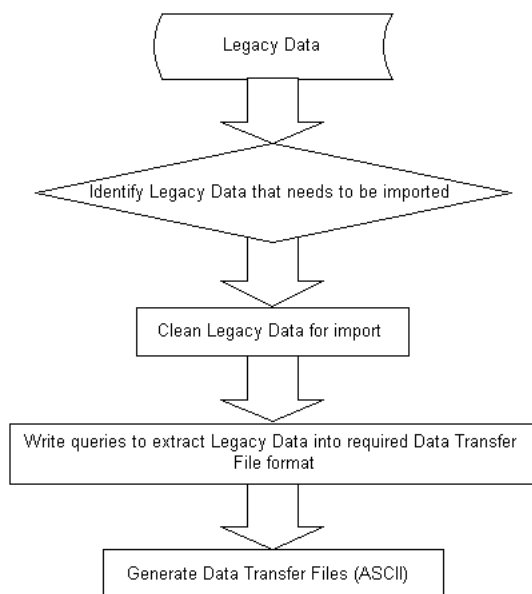 Legacy Data
Identify Legacy Data that needs to be imported
Clean Legacy Data for import
Write queries to extract Legacy Data into required Data Transfer
File format
Generate Data Transfer Files (ASCII)